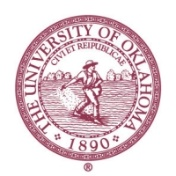 THE UNIVERSITY OF OKLAHOMA
CIVI ET REIPUBLICAE
1890
®